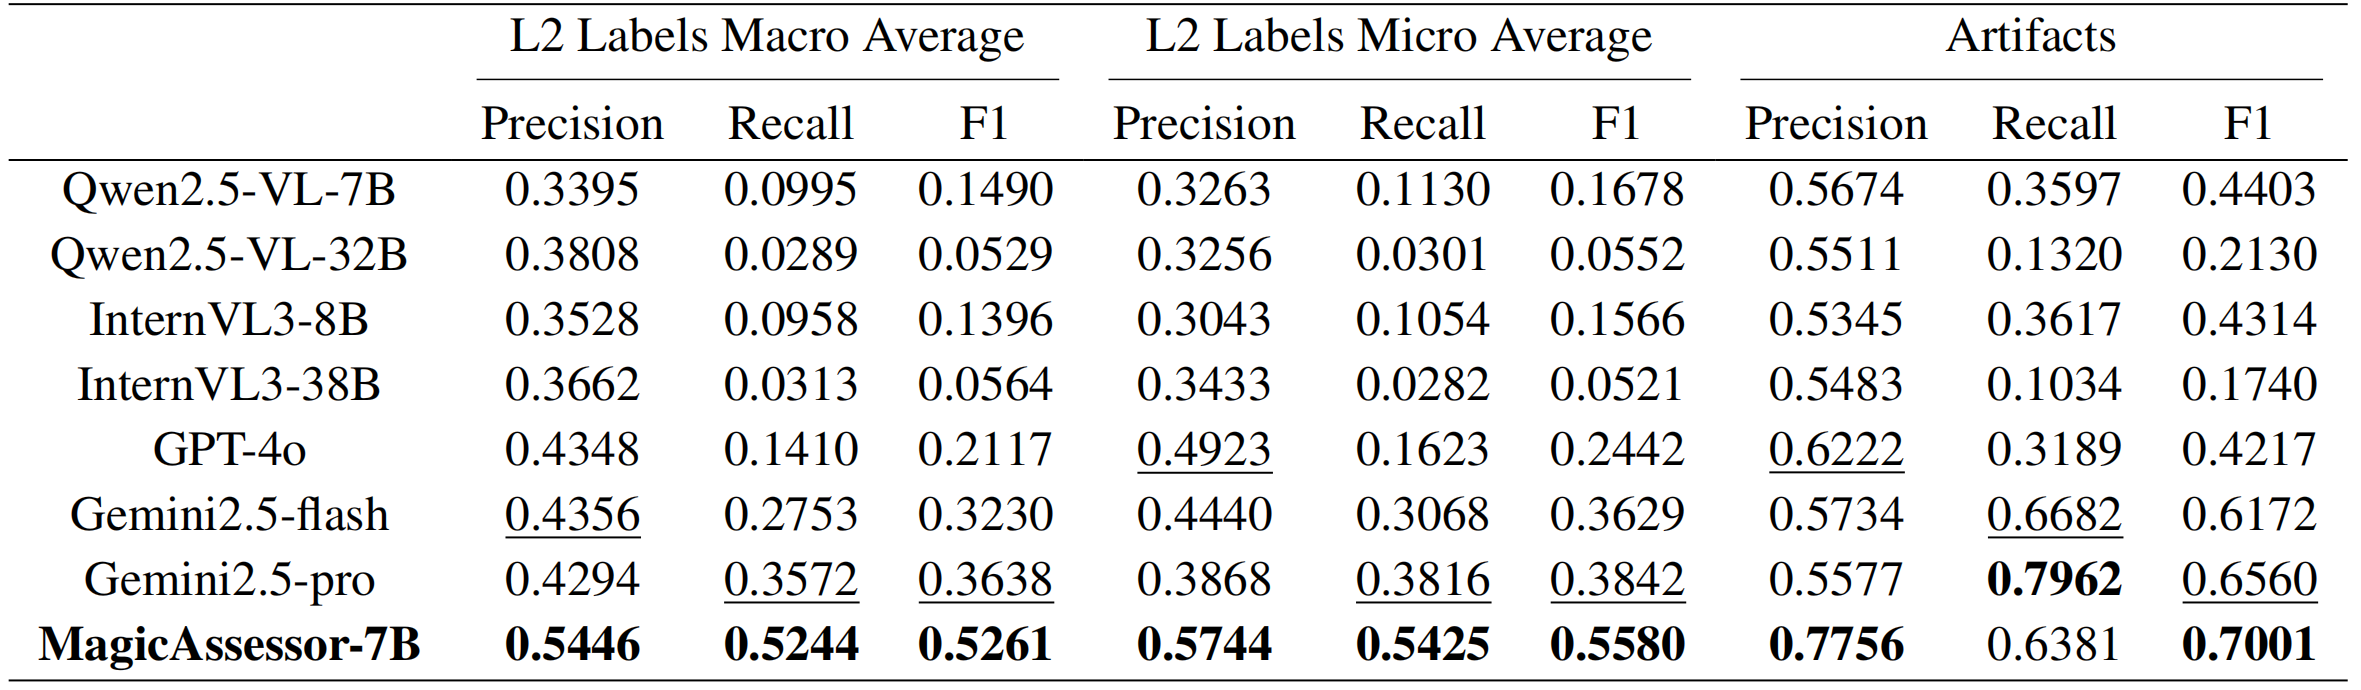 L2 Labels Macro Average L2 Labels Micro Average Artifacts
Precision Recall F1 Precision Recall F1 Precision Recall F1
Qwen2.5-VL-7B 0.3395 0.0995 0.1490 0.3263 0.1130 0.1678 0.5674 0.3597 0.4403
Qwen2.5-VL-32B 0.3808 0.0289 0.0529 0.3256 0.0301 0.0552 0.5511 0.1320 0.2130
InternVL3-8B 0.3528 0.0958 0.1396 0.3043 0.1054 0.1566 0.5345 0.3617 0.4314
InternVL3-38B 0.3662 0.0313 0.0564 0.3433 0.0282 0.0521 0.5483 0.1034 0.1740
GPT-4o 0.4348 0.1410 0.2117 0.4923 0.1623 0.2442 0.6222 0.3189 0.4217
Gemini2.5-flash 0.4356 0.2753 0.3230 0.4440 0.3068 0.3629 0.5734 0.6682 0.6172
Gemini2.5-pro 0.4294 0.3572 0.3638 0.3868 0.3816 0.3842 0.5577 0.7962 0.6560
MagicAssessor-7B 0.5446 0.5244 0.5261 0.5744 0.5425 0.5580 0.7756 0.6381 0.7001